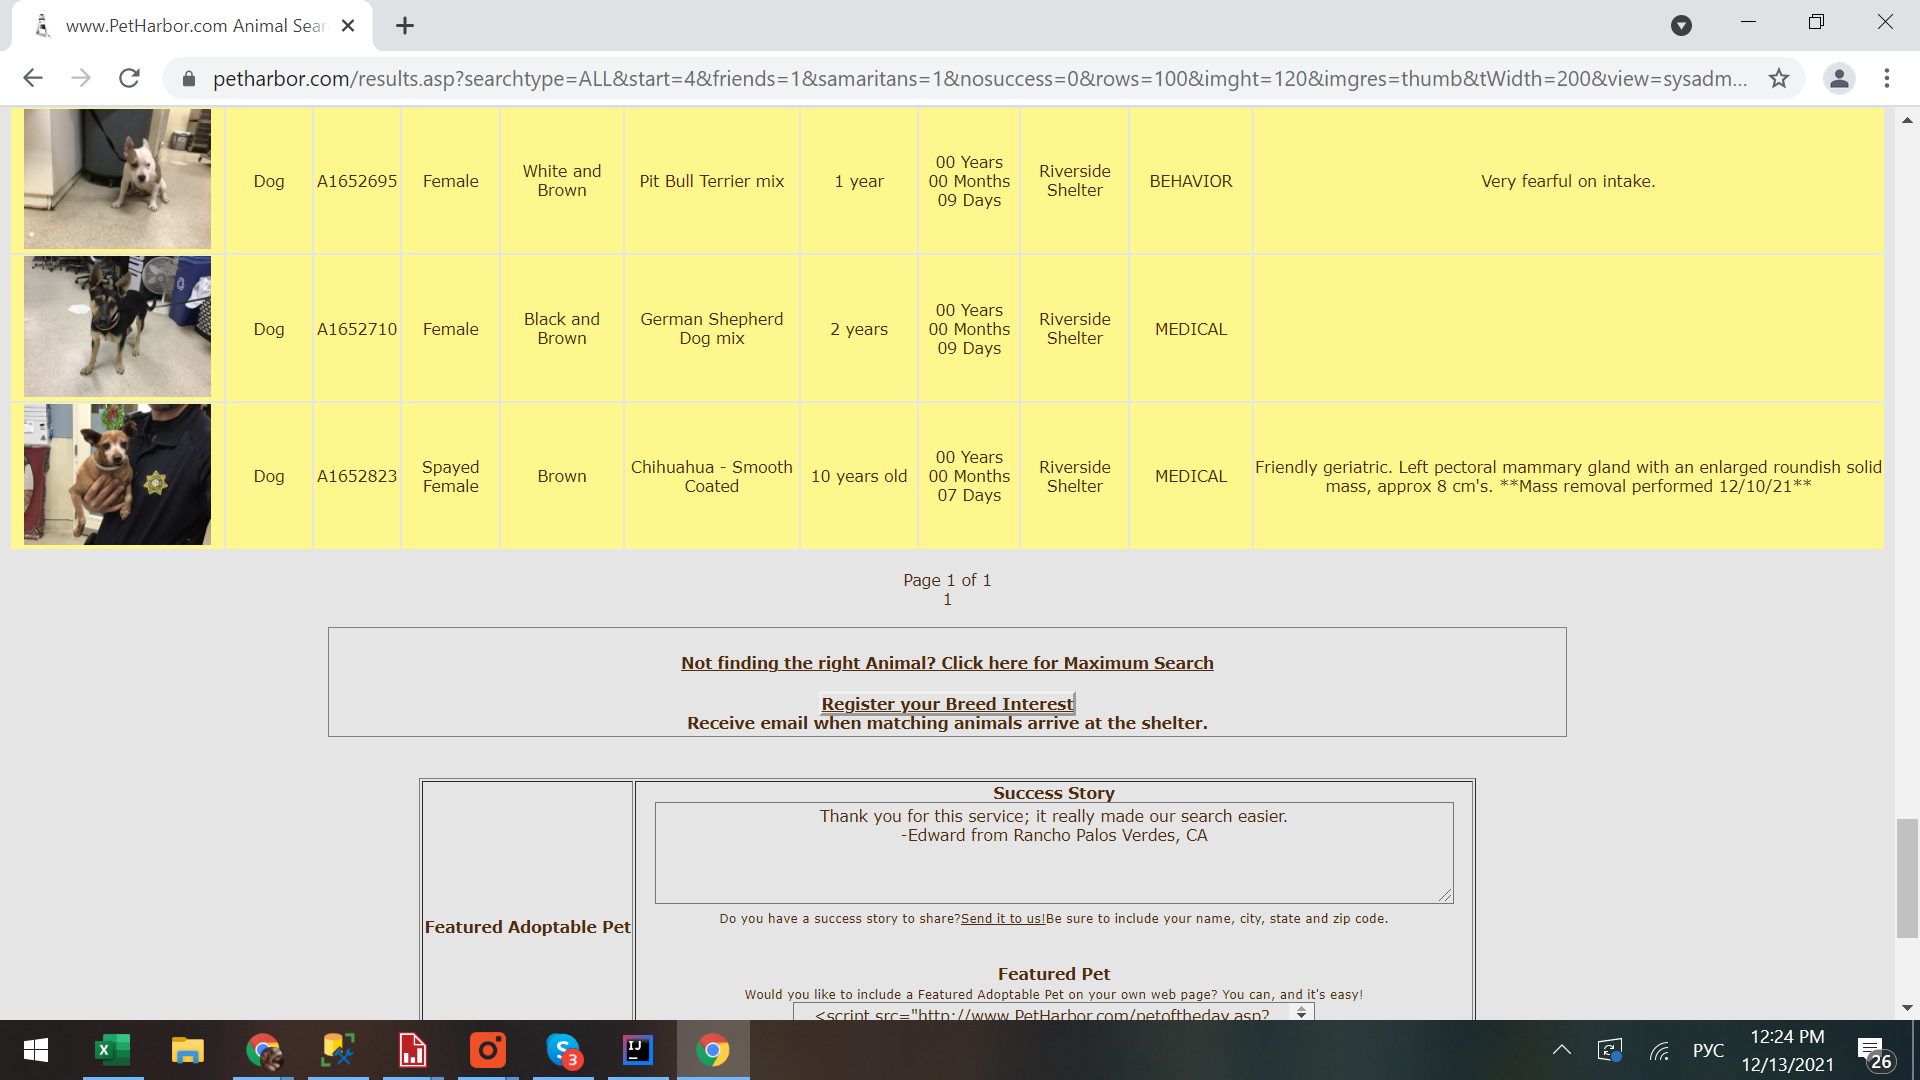 www.PetHarbor.com Animal Sear
petharbor.com/results.asp?searchtype=ALL&start=4&friends=1&samaritans=1&nosuccess=0&rows=100&imght=120&imgres=thumb&tWidth=200&view=sysadm...
Dog
A1652695
Female
White and
Brown
Pit Bull Terrier mix
1 year
00 Years
00 Months
09 Days
Riverside
Shelter
BEHAVIOR
Very fearful on intake.
Dog
A1652710
Female
Black and
Brown
German Shepherd
Dog mix
2 years
00 Years
00 Months
09 Days
Riverside
Shelter
MEDICAL
Dog
A1652823
Spayed
Female
Brown
Chihuahua - Smooth
Coated
10 years old
00 Years
00 Months
07 Days
Riverside
Shelter
MEDICAL
Friendly geriatric. Left pectoral mammary gland with an enlarged roundish solid
mass, approx 8 cm's. **Mass removal performed 12/10/21**
Page 1 of 1
1
Not finding the right Animal? Click here for Maximum Search
Register your Breed Interest
Receive email when matching animals arrive at the shelter.
Featured Adoptable Pet
Success Story
Thank you for this service; it really made our search easier.
-Edward from Rancho Palos Verdes, CA
Do you have a success story to share?Send it to us!Be sure to include your name, city, state and zip code.
Featured Pet
Would you like to include a Featured Adoptable Pet on your own web page? You can, and it's easy!
<script src="http://www.PetHarbor.com/petoftheday.asp?
X
S
3
IJ
РУС
12:24 PM
12/13/2021
26